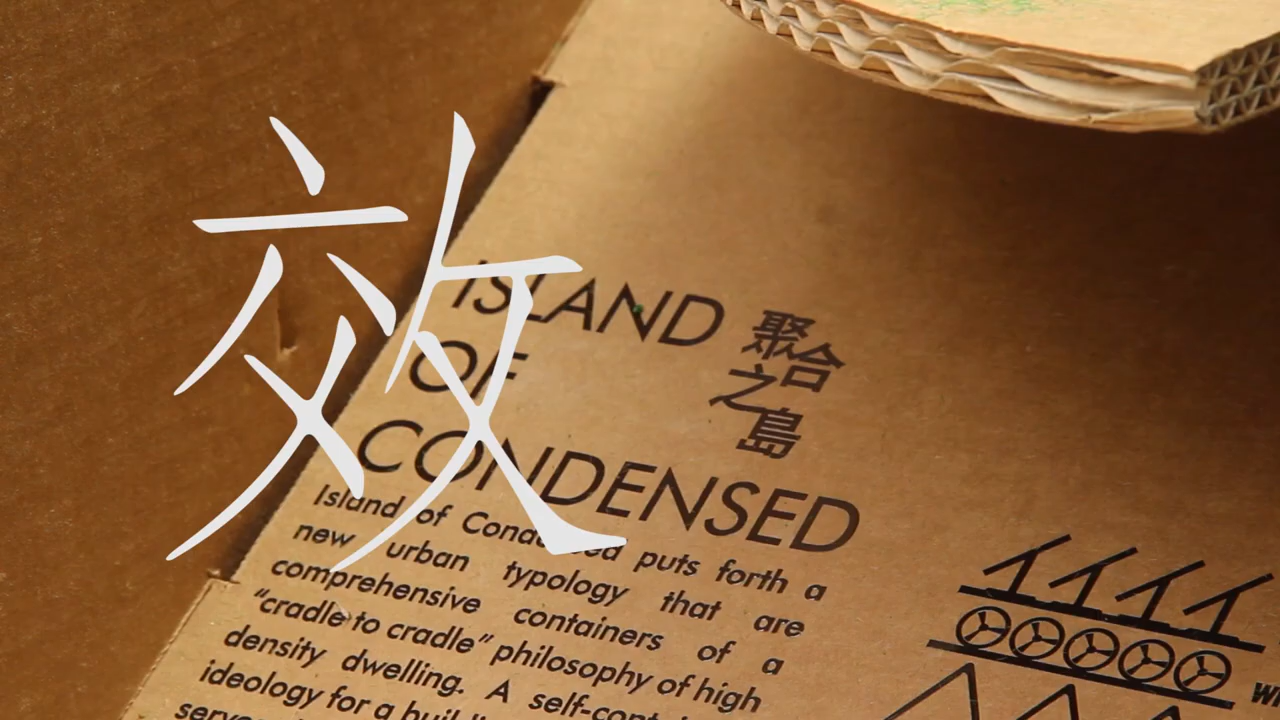 效
ISLAND
OF
CONDENSED
聚合
之島
Island of Condensed puts forth a
new urban typology that are
comprehensive containers of a
“cradle to cradle” philosophy of high
density dwelling. A
ideology for a